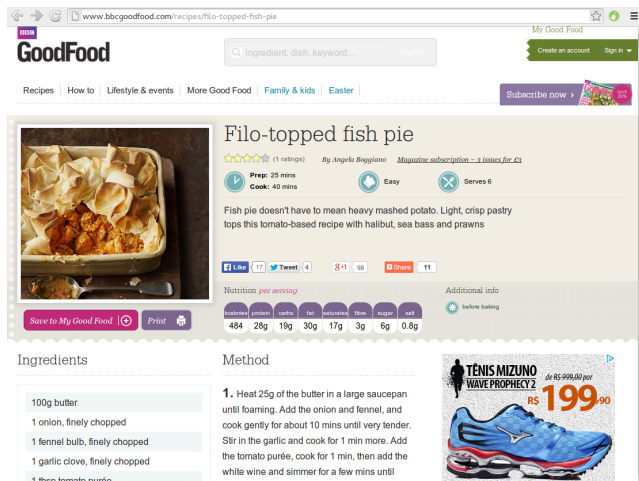 www.bbcgoodfood.com/recipes/filo-topped-fish-pie
BBC
GoodFood
ingredient, dish, keyword...
My Good Food
Create an account Sign in
Recipes How to Lifestyle & events More Good Food Family & kids Easter
Subscribe now ›
Filo-topped fish pie
(1 ratings) By Angela Boggiano Magazine subscription – 3 issues for £3
Prep: 25 mins
Cook: 40 mins
Easy
Serves 6
Fish pie doesn't have to mean heavy mashed potato. Light, crisp pastry
tops this tomato-based recipe with halibut, sea bass and prawns
Like 17 Tweet 4 g+1 98 Share 11
Nutrition per serving
kcalories protein carbs fat saturates fibre sugar salt
484 28g 19g 30g 17g 3g 6g 0.8g
Additional info
before baking
Save to My Good Food
Print
Ingredients
100g butter
1 onion, finely chopped
1 fennel bulb, finely chopped
1 garlic clove, finely chopped
1 tbsp tomato purée
Method
1. Heat 25g of the butter in a large saucepan
until foaming. Add the onion and fennel, and
cook gently for about 10 mins until very tender.
Stir in the garlic and cook for 1 min more. Add
the tomato purée, cook for 1 min, then add the
white wine and simmer for a few mins until
TÊNIS MIZUNO
WAVE PROPHECY 2
de R$ 999,00 por
R$ 199,90